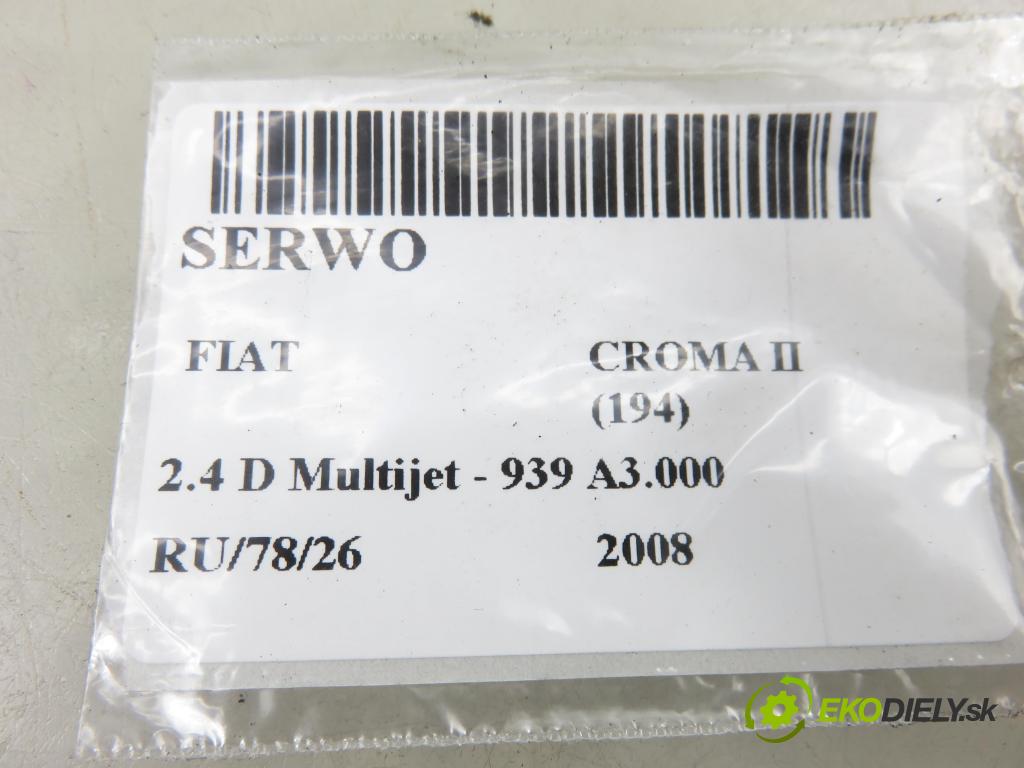 SERWO
FIAT CROMA II
(194)
2.4 D Multijet - 939 A3.000
RU/78/26 2008
EKODIELY.sk